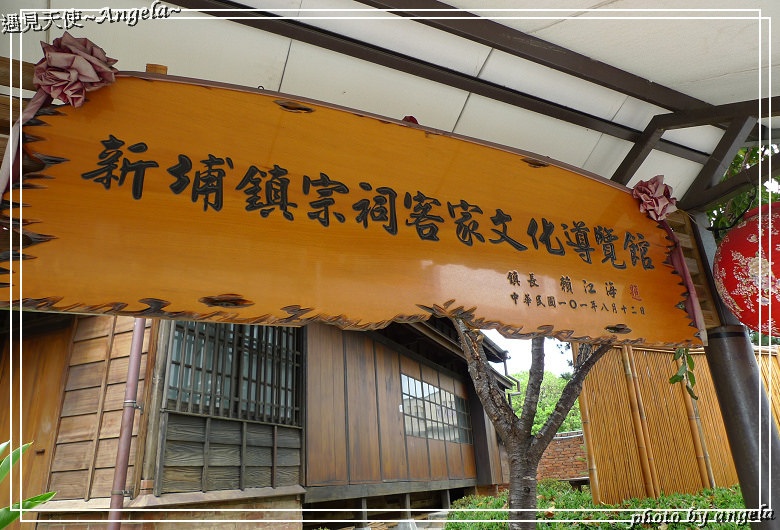 遇見天使~Angela~
新埔鎮宗祠客家文化導覽館
鎮長 賴江海
中華民國一〇一年八月十二日
photo by angela